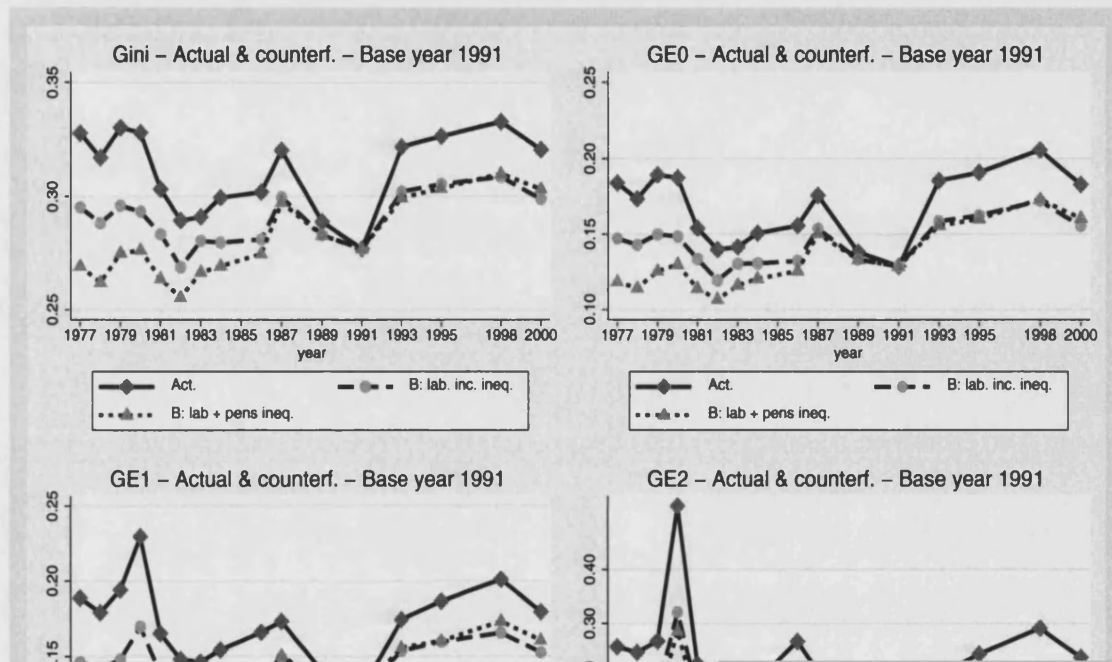 Gini – Actual & counterf. – Base year 1991
0.35
0.30
0.25
1977 1979 1981 1983 1985 1987 1989 1991 1993 1995 1998 2000
year
Act.
B: lab. inc. ineq.
B: lab + pens ineq.
GE0 – Actual & counterf. – Base year 1991
0.25
0.20
0.15
0.10
1977 1979 1981 1983 1985 1987 1989 1991 1993 1995 1998 2000
year
Act.
B: lab. inc. ineq.
B: lab + pens ineq.
GE1 – Actual & counterf. – Base year 1991
0.25
0.20
0.15
GE2 – Actual & counterf. – Base year 1991
0.40
0.30